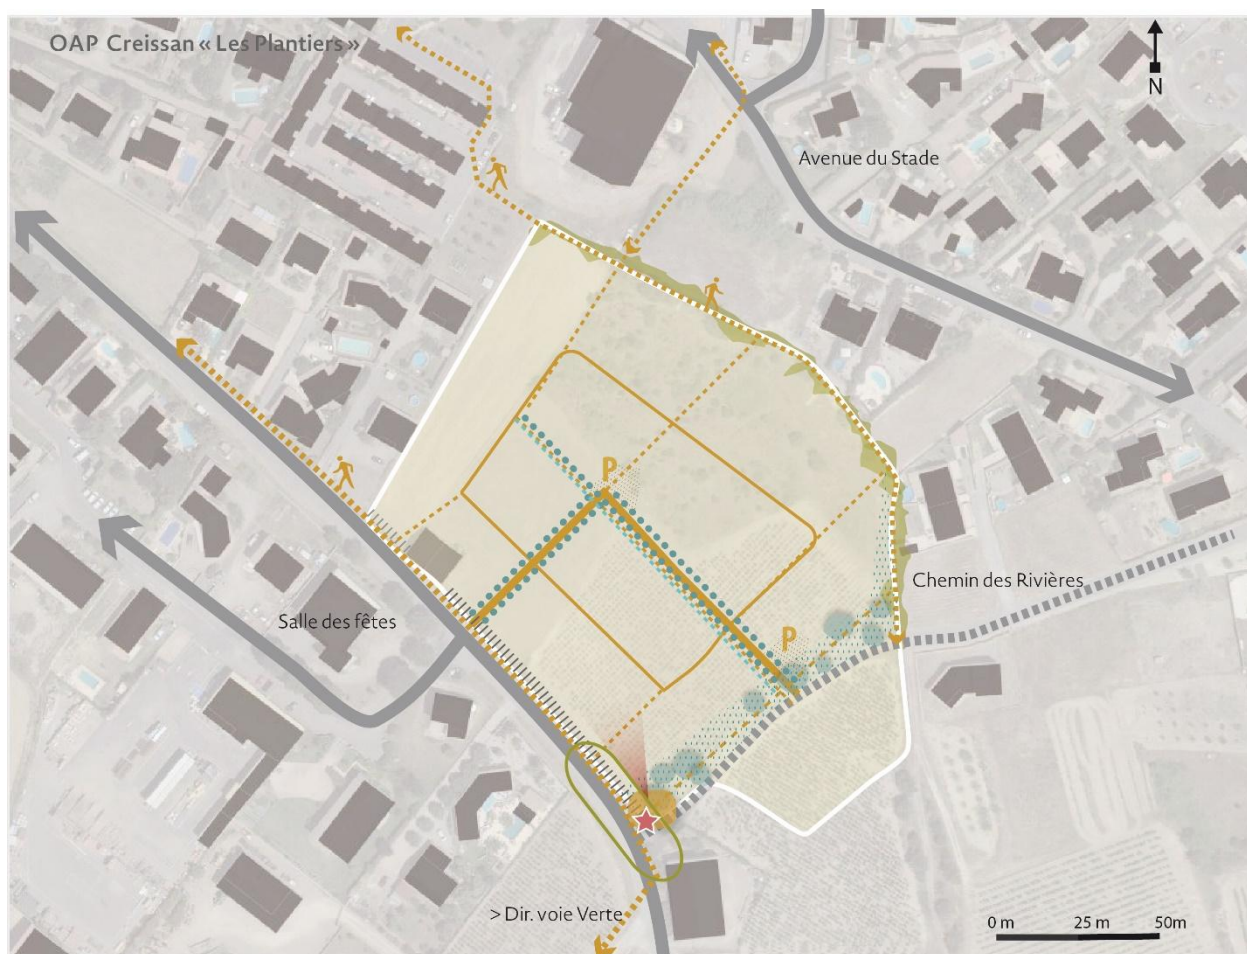 OAP Creissan « Les Plantiers »
N
Avenue du Stade
P
Chemin des Rivières
Salle des fêtes
P
> Dir. voie Verte
0 m 25 m 50m